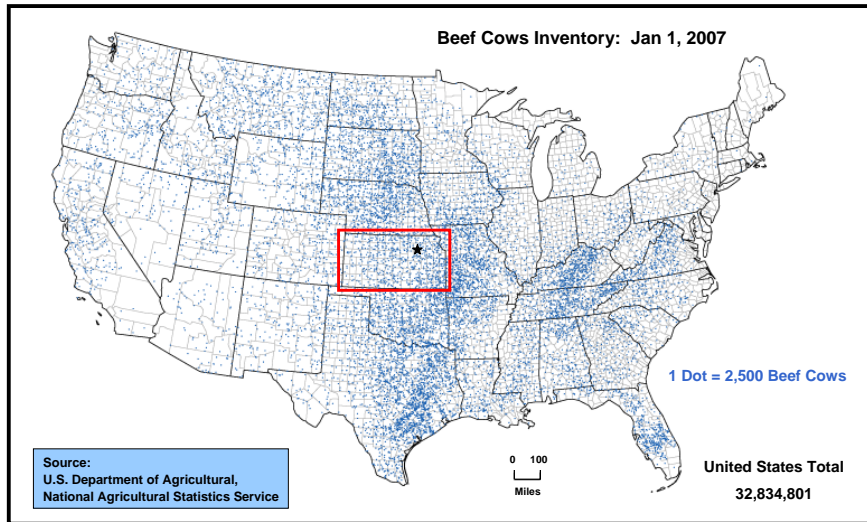 Beef Cows Inventory: Jan 1, 2007
1 Dot = 2,500 Beef Cows
Source:
U.S. Department of Agricultural,
National Agricultural Statistics Service
0 100
Miles
United States Total
32,834,801